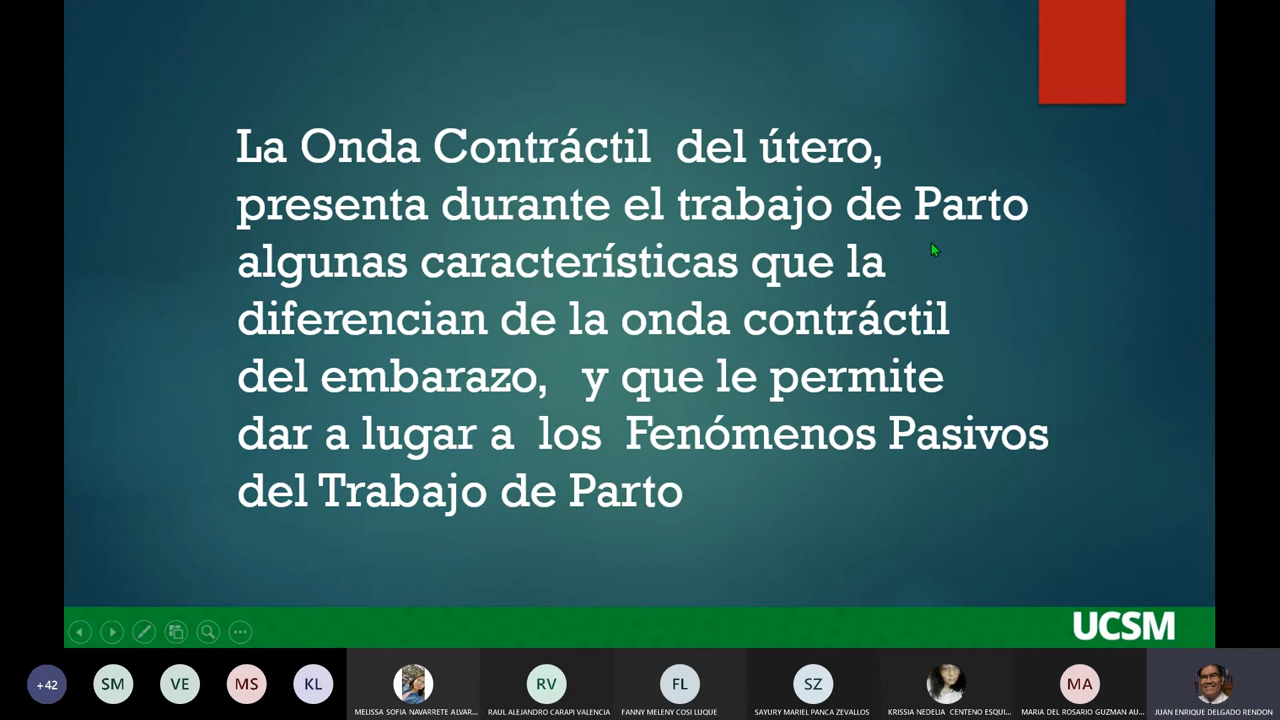 La Onda Contráctil del útero,
presenta durante el trabajo de Parto
algunas características que la
diferencian de la onda contráctil
del embarazo, y que le permite
dar a lugar a los Fenómenos Pasivos
del Trabajo de Parto
UCSM
+42
SM
VE
MS
KL
RV
FL
SZ
MA
MELISSA SOFIA NAVARRETE ALVAR...
RAUL ALEJANDRO CARAPI VALENCIA
FANNY MELENY COSI LUQUE
SAYURY MARIEL PANCA ZEVALLOS
KRISSIA NEDELIA CENTENO ESQUI...
MARIA DEL ROSARIO GUZMAN AU...
JUAN ENRIQUE DELGADO RENDON